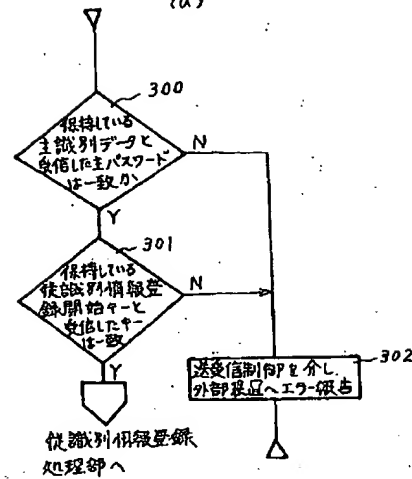 (a)
300
保持している
主識別データと
受信した主パスワード
は一致か
N
Y
301
保持している
従識別情報登
録開始キーと
受信したキー
は一致
N
Y
302
送受信制御を介し、
外部装置へエラー報告
従識別情報登録
処理部へ